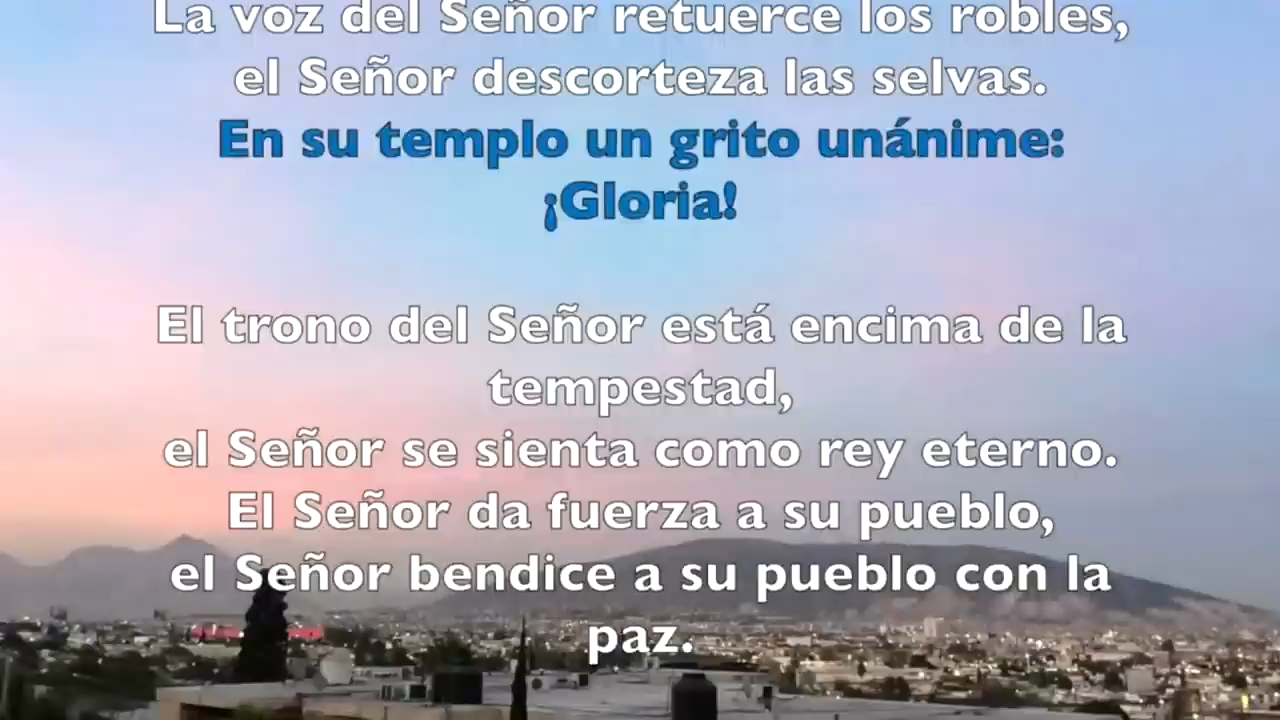 La voz del Señor retuerce los robles,
el Señor descorteza las selvas.
En su templo un grito unánime:
¡Gloria!
El trono del Señor está encima de la
tempestad,
el Señor se sienta como rey eterno.
El Señor da fuerza a su pueblo,
el Señor bendice a su pueblo con la
paz.